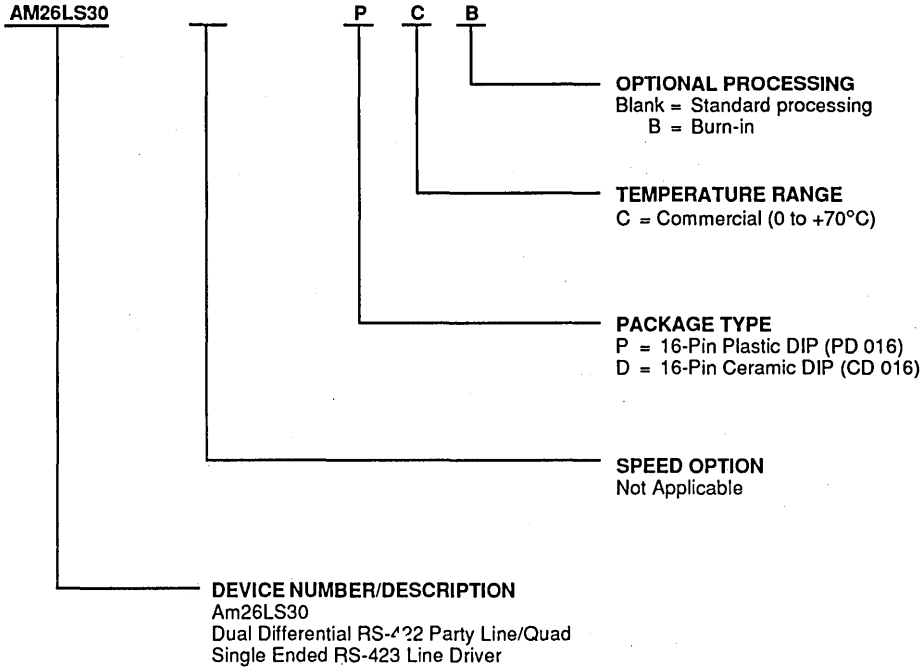 AM26LS30 P C B
OPTIONAL PROCESSING
Blank = Standard processing
B = Burn-in
TEMPERATURE RANGE
C = Commercial (0 to +70°C)
PACKAGE TYPE
P = 16-Pin Plastic DIP (PD 016)
D = 16-Pin Ceramic DIP (CD 016)
SPEED OPTION
Not Applicable
DEVICE NUMBER/DESCRIPTION
Am26LS30
Dual Differential RS-422 Party Line/Quad
Single Ended RS-423 Line Driver